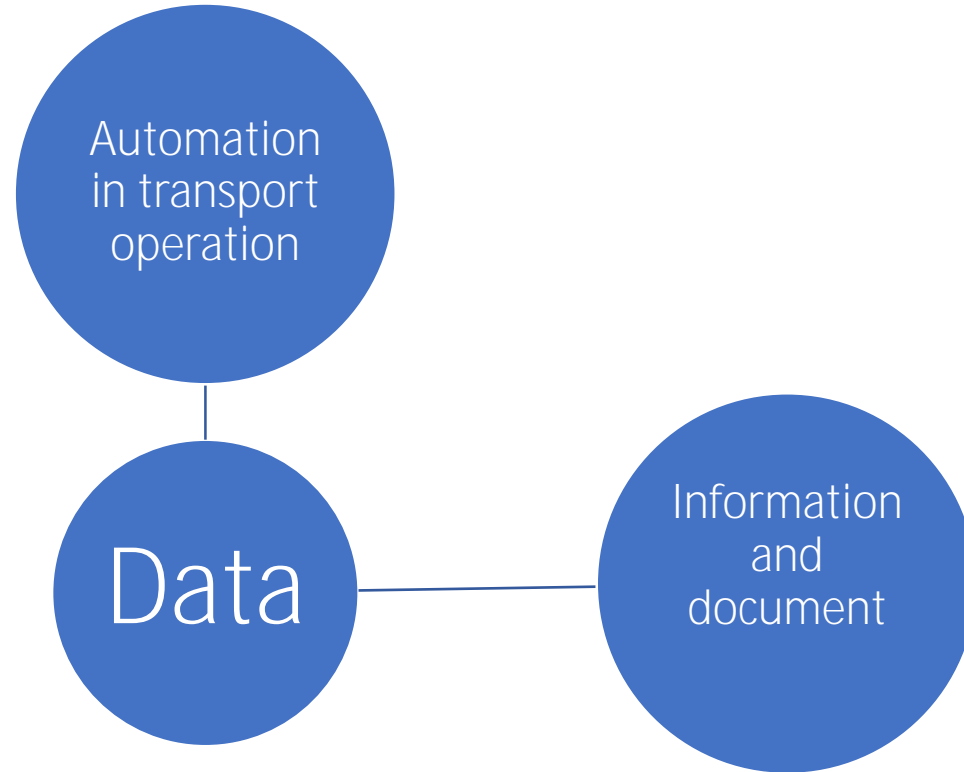 Automation
in transport
operation
Data
Information
and
document